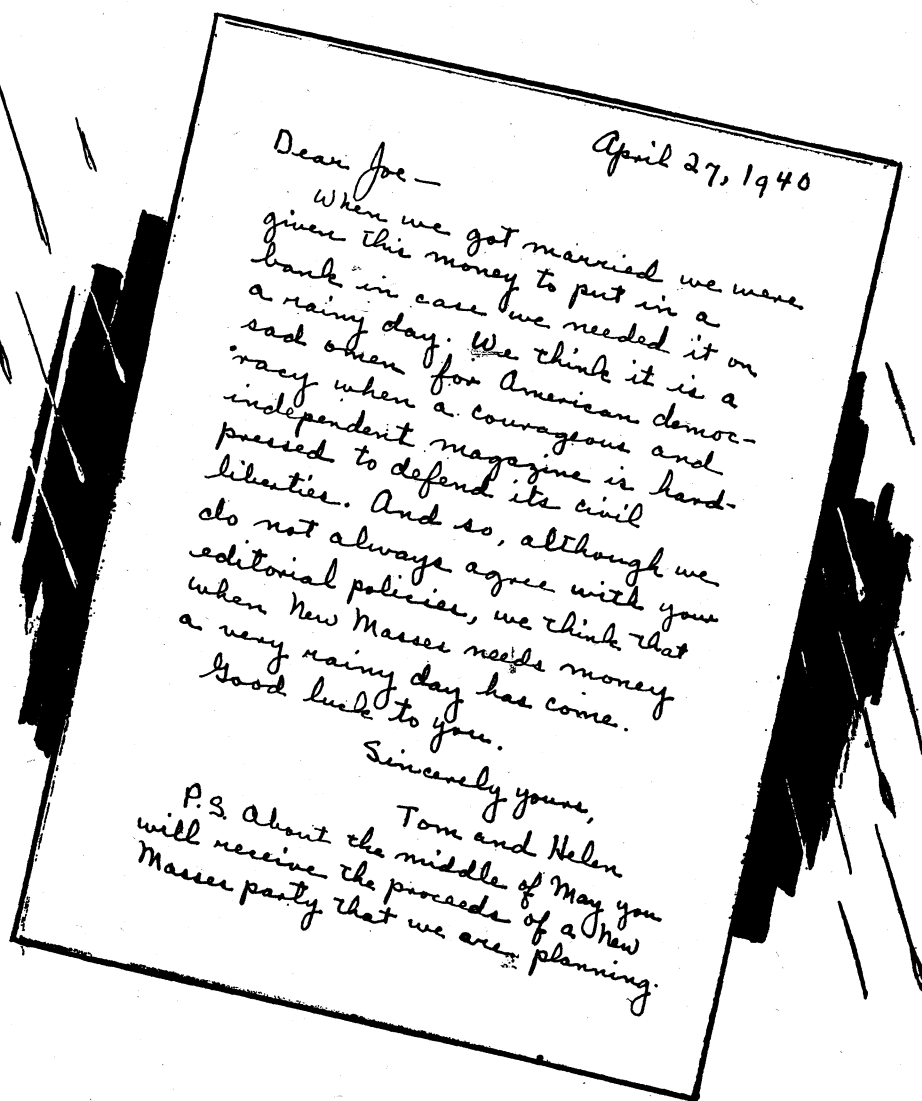 April 27, 1940
Dear Joe —
When we got married we were
given this money to put in a
bank in case we needed it on
a rainy day. We think it is a
sad omen for American democ-
racy when a courageous and
independent magazine is hard-
pressed to defend its civil
liberties. And so, although we
do not always agree with your
editorial policies, we think that
when New Masses needs money
a very rainy day has come.
Good luck to you.
Sincerely yours,
Tom and Helen
P.S. About the middle of May you
will receive the proceeds of a New
Masses party that we are planning.